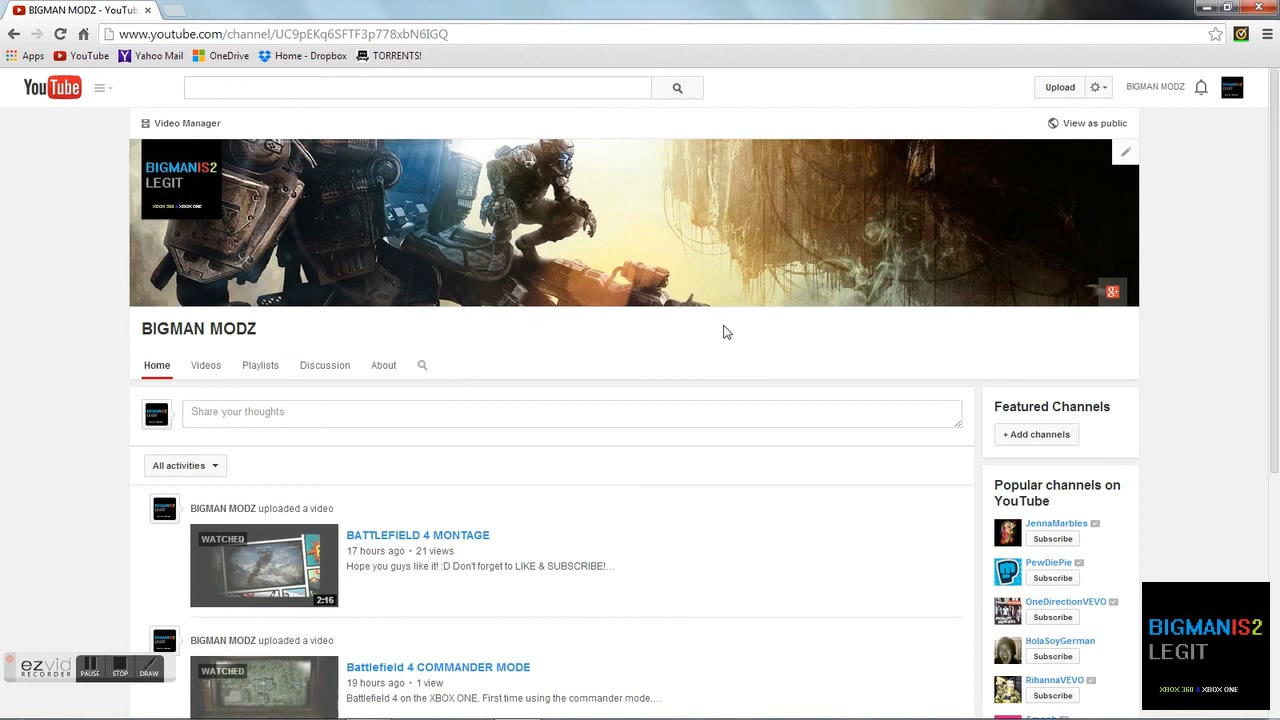 BIGMAN MODZ - YouTub
www.youtube.com/channel/UC9pEKq6SFTF3p778xbN6IGQ
Apps YouTube Yahoo Mail OneDrive Home - Dropbox TORRENTS!
YouTube
Upload
BIGMAN MODZ
Video Manager
View as public
BIGMANIS2
LEGIT
XBOX 360 & XBOX ONE
BIGMAN MODZ
Home Videos Playlists Discussion About
Share your thoughts
All activities
BIGMAN MODZ uploaded a video
WATCHED
2:16
BATTLEFIELD 4 MONTAGE
17 hours ago • 21 views
Hope you guys like it! :D Don't forget to LIKE & SUBSCRIBE!...
BIGMAN MODZ uploaded a video
WATCHED
Battlefield 4 COMMANDER MODE
19 hours ago • 1 view
Battlefield 4 on the XBOX ONE. First time using the commander mode....
Featured Channels
+ Add channels
Popular channels on
YouTube
JennaMarbles
Subscribe
PewDiePie
Subscribe
OneDirectionVEVO
Subscribe
HolaSoyGerman
Subscribe
RihannaVEVO
Subscribe
ezvid
RECORDER
PAUSE STOP DRAW
BIGMANIS2
LEGIT
XBOX 360 & XBOX ONE